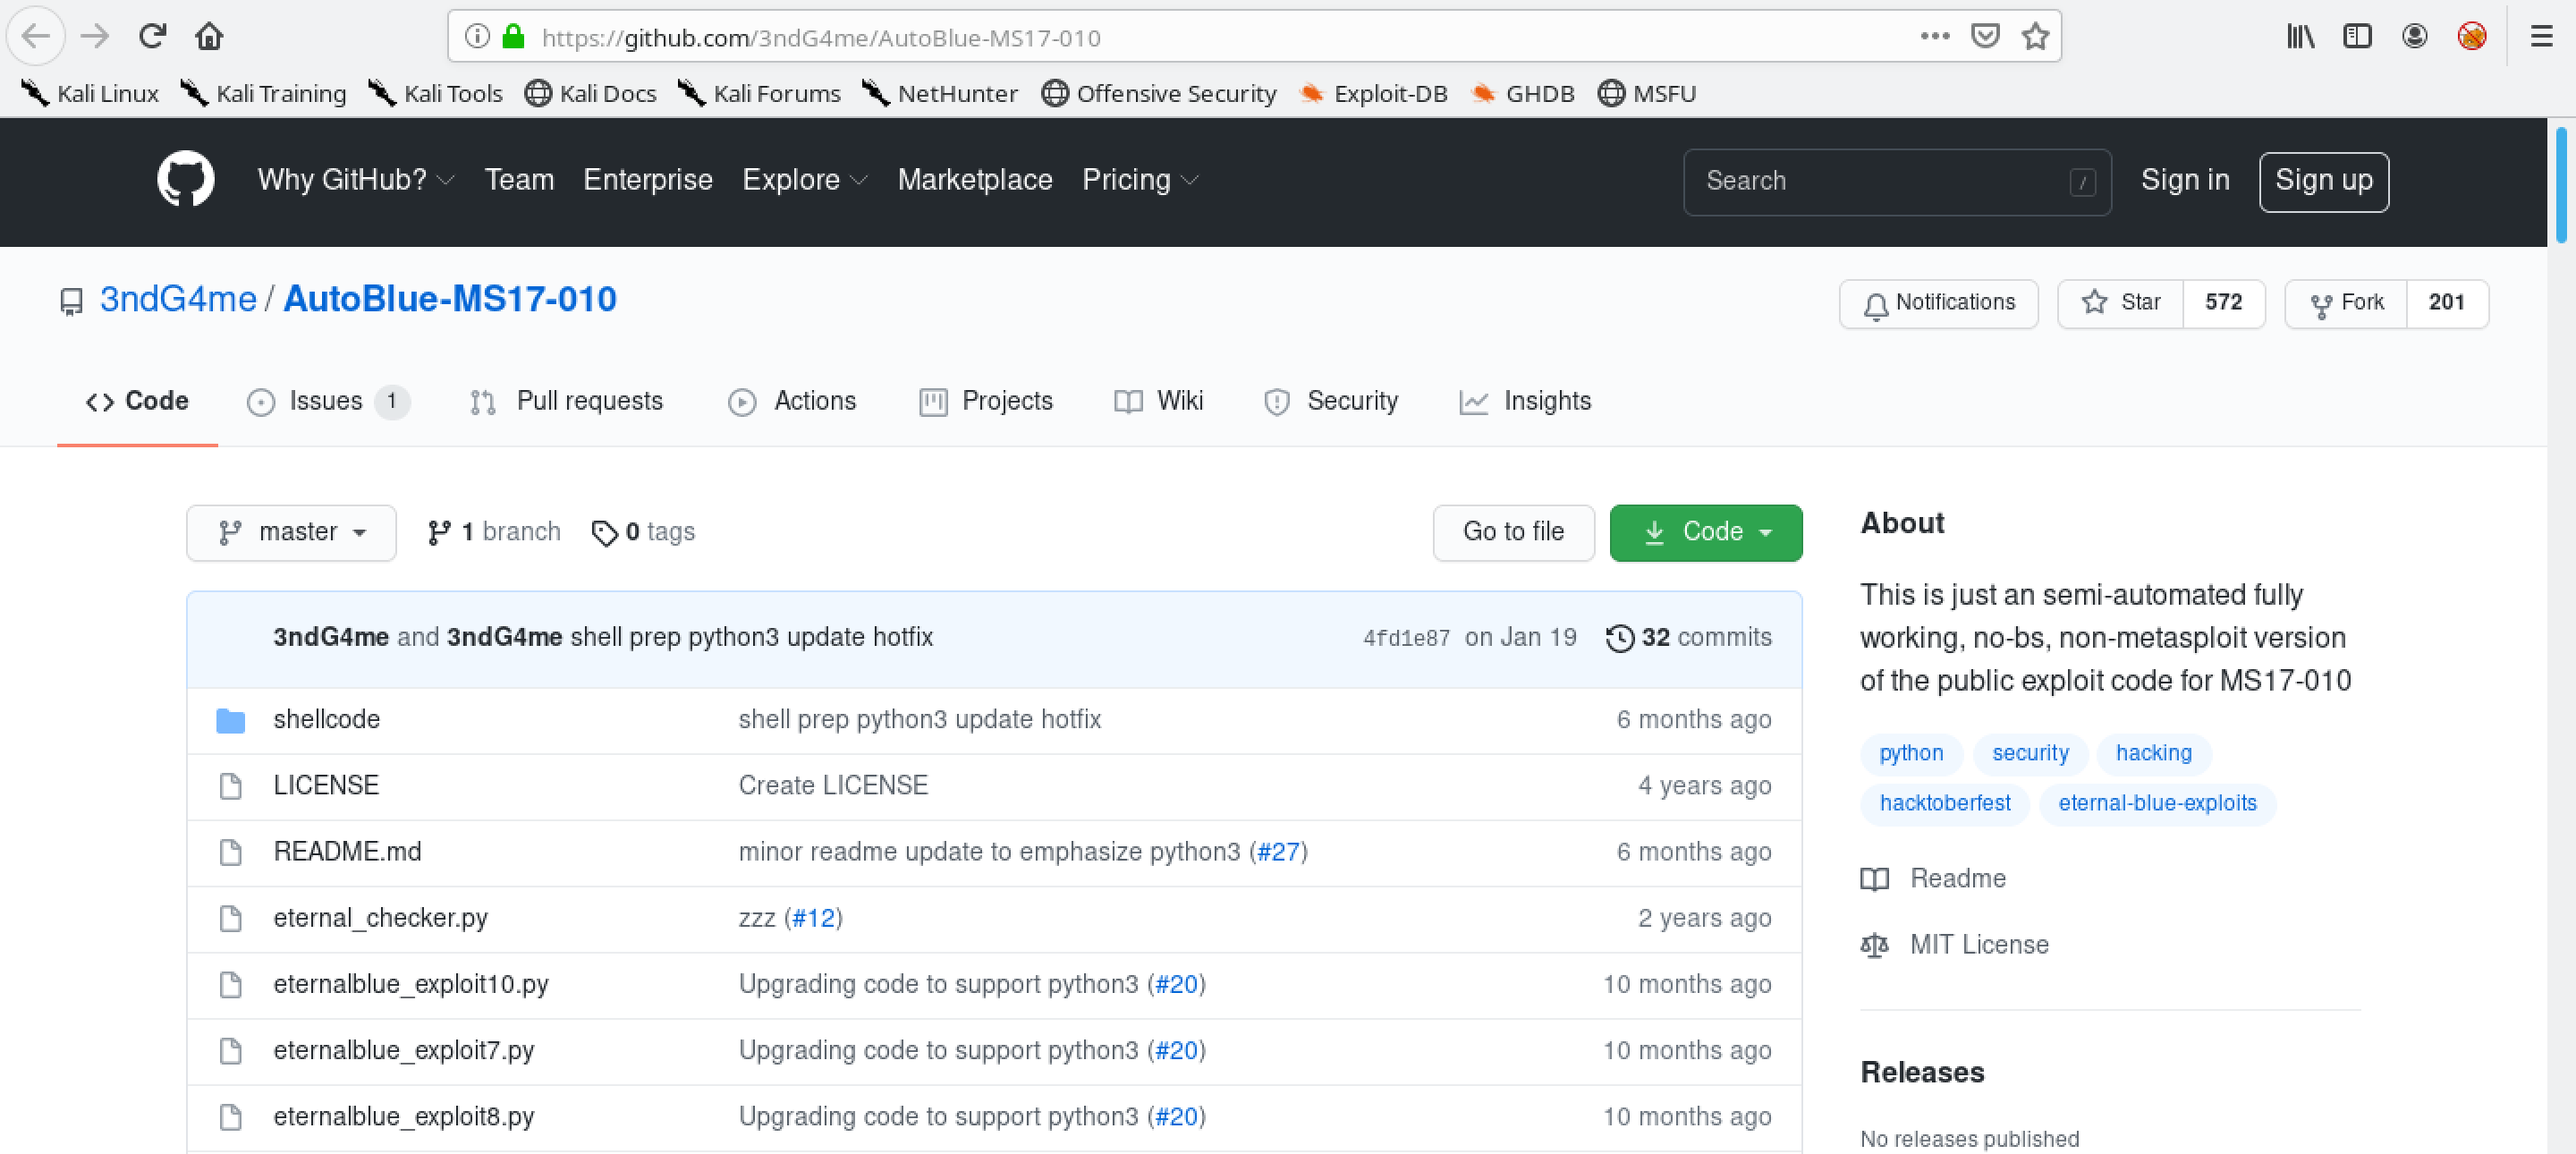 https://github.com/3ndG4me/AutoBlue-MS17-010
Kali Linux Kali Training Kali Tools Kali Docs Kali Forums NetHunter Offensive Security Exploit-DB GHDB MSFU
Why GitHub? Team Enterprise Explore Marketplace Pricing Search / Sign in Sign up
3ndG4me / AutoBlue-MS17-010 Notifications Star 572 Fork 201
Code Issues 1 Pull requests Actions Projects Wiki Security Insights
master 1 branch 0 tags Go to file Code
3ndG4me and 3ndG4me shell prep python3 update hotfix 4fd1e87 on Jan 19 32 commits
shellcode shell prep python3 update hotfix 6 months ago
LICENSE Create LICENSE 4 years ago
README.md minor readme update to emphasize python3 (#27) 6 months ago
eternal_checker.py zzz (#12) 2 years ago
eternalblue_exploit10.py Upgrading code to support python3 (#20) 10 months ago
eternalblue_exploit7.py Upgrading code to support python3 (#20) 10 months ago
eternalblue_exploit8.py Upgrading code to support python3 (#20) 10 months ago
About
This is just an semi-automated fully
working, no-bs, non-metasploit version
of the public exploit code for MS17-010
python security hacking
hacktoberfest eternal-blue-exploits
Readme
MIT License
Releases
No releases published